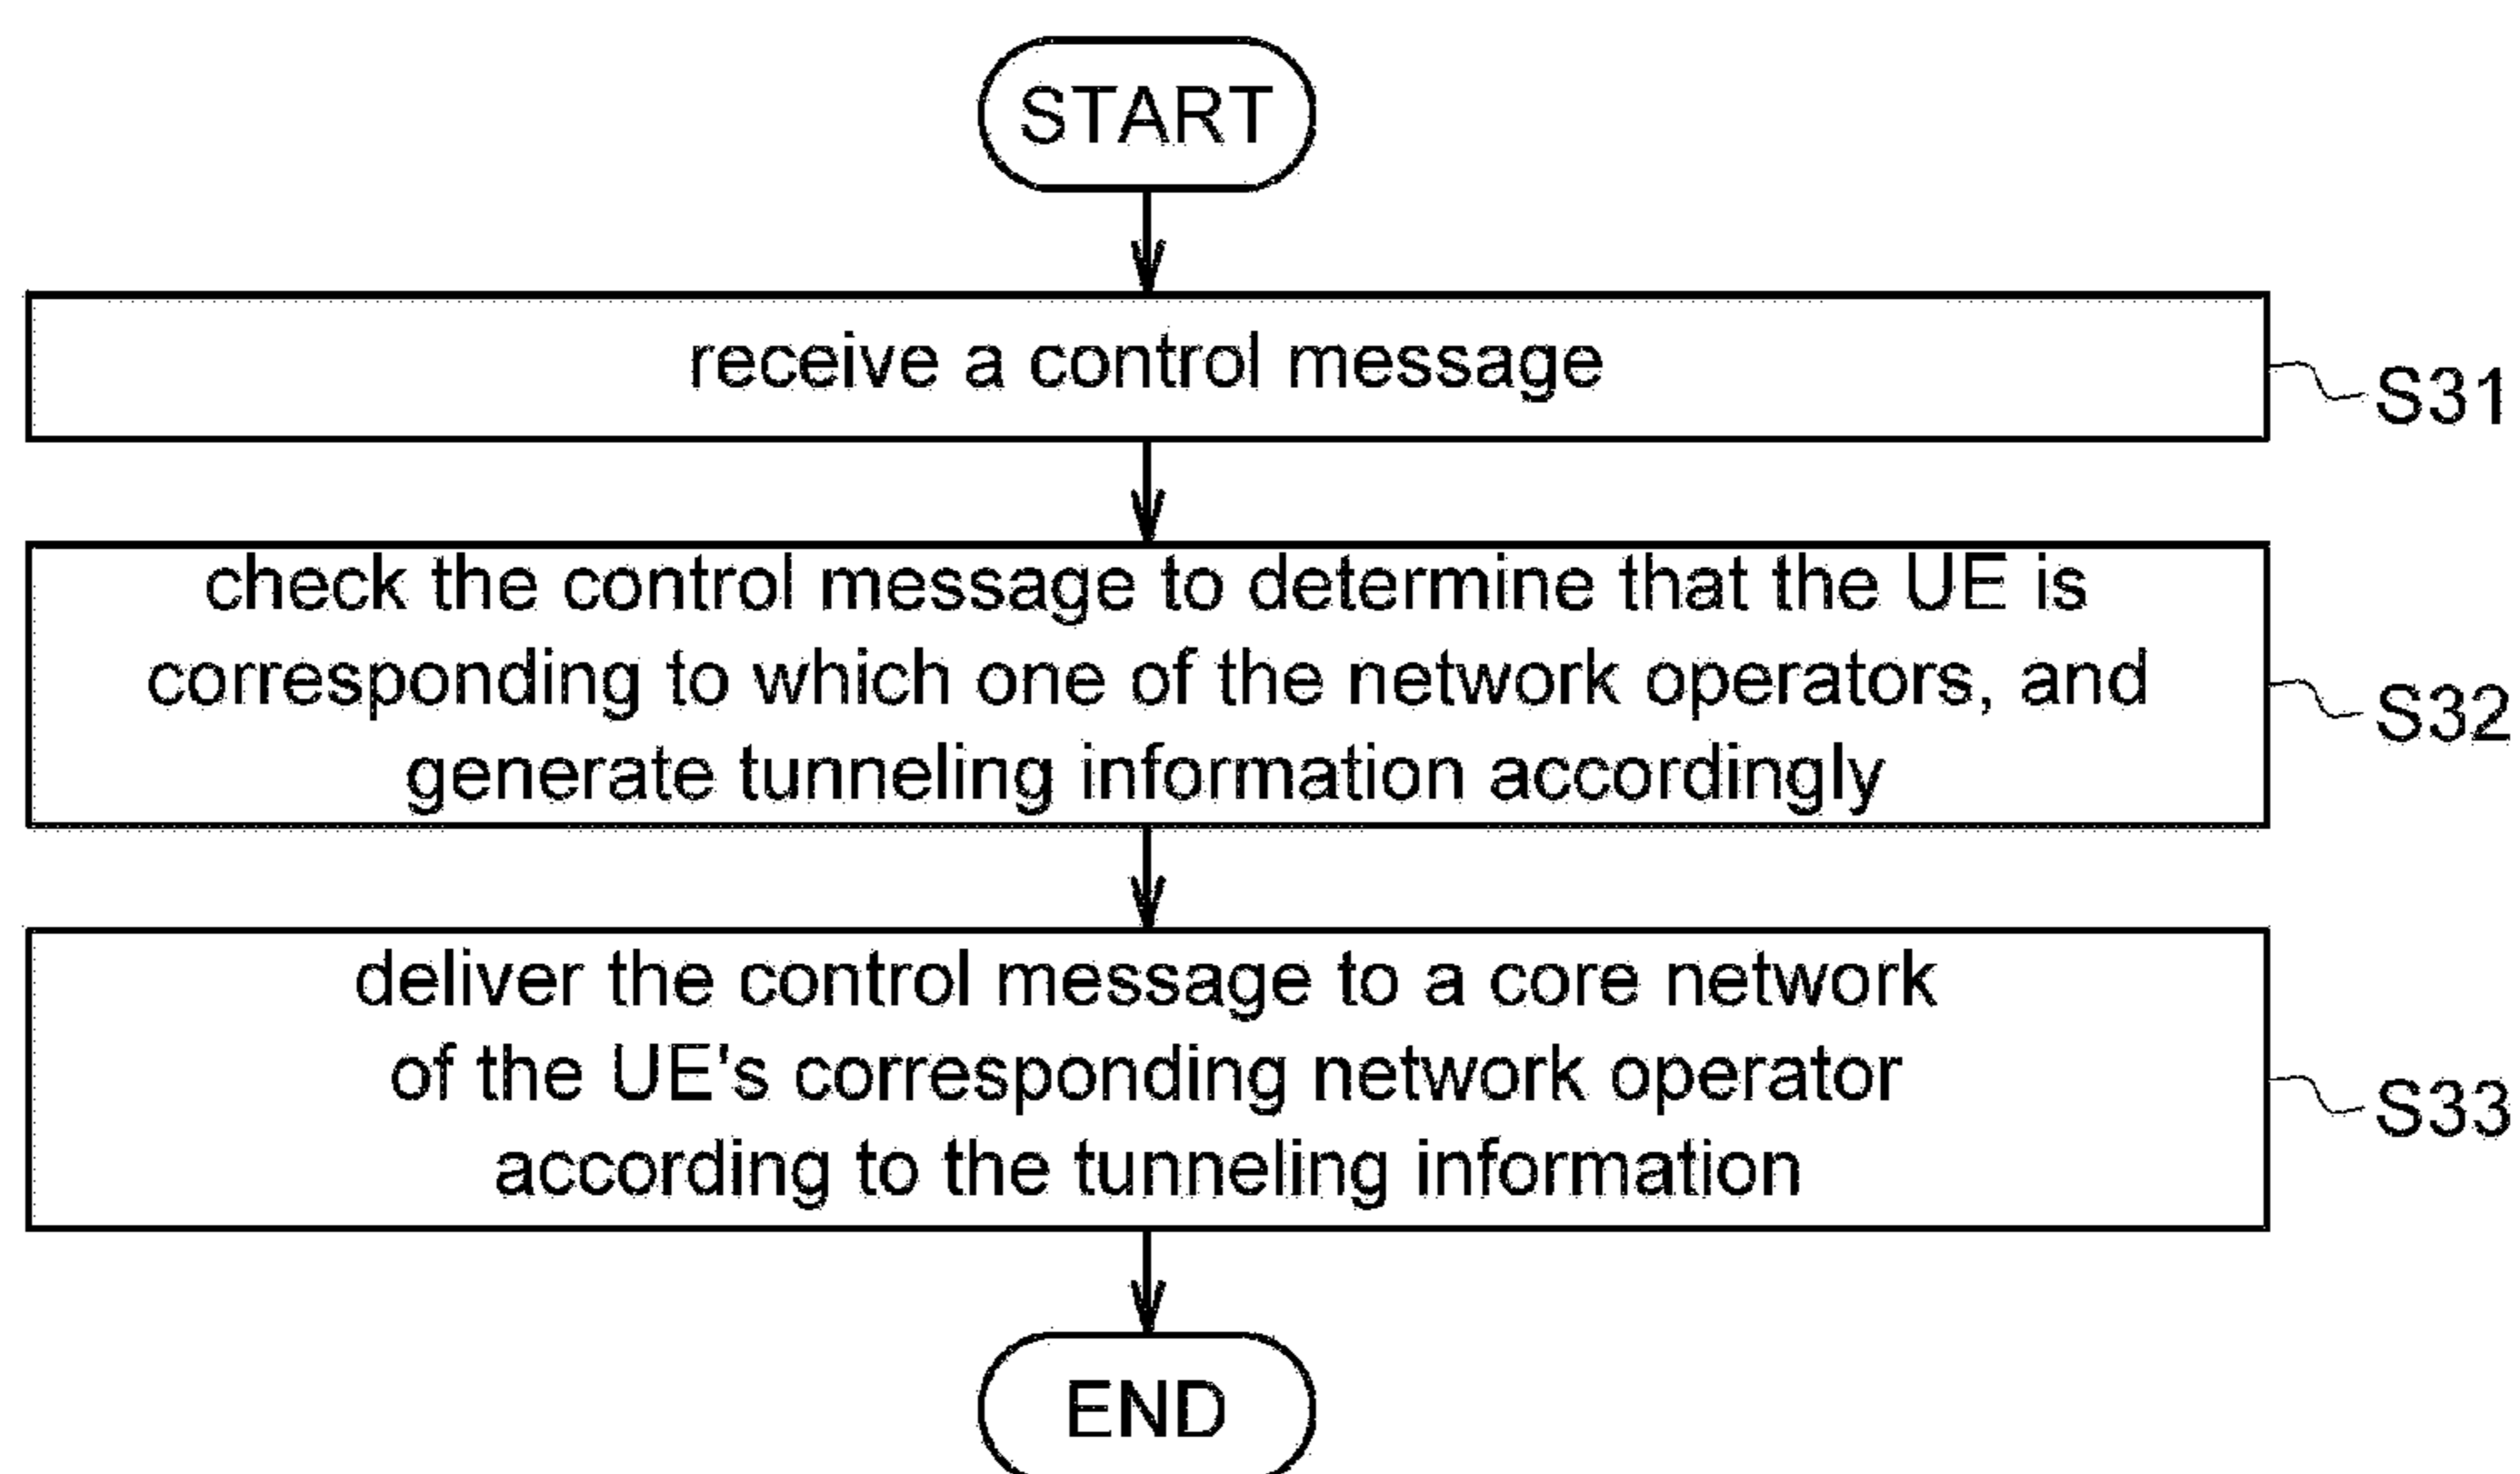 START
receive a control message
S31
check the control message to determine that the UE is
corresponding to which one of the network operators, and
generate tunneling information accordingly
S32
deliver the control message to a core network
of the UE's corresponding network operator
according to the tunneling information
S33
END